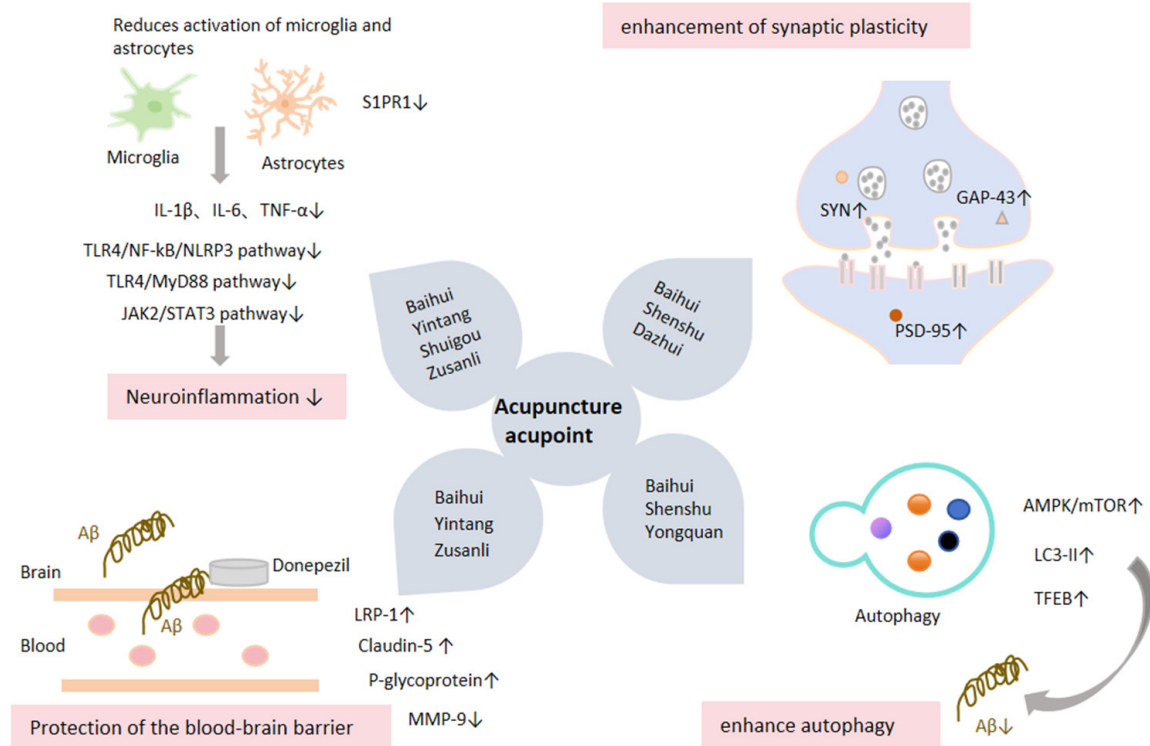 Reduces activation of microglia and
astrocytes
S1PR1↓
Microglia
Astrocytes
IL-1β、IL-6、TNF-α↓
TLR4/NF-kB/NLRP3 pathway↓
TLR4/MyD88 pathway↓
JAK2/STAT3 pathway↓
Neuroinflammation ↓
enhancement of synaptic plasticity
SYN↑
GAP-43↑
PSD-95↑
Baihui
Yintang
Shuigou
Zusanli
Baihui
Shenshu
Dazhui
Acupuncture
acupoint
Baihui
Yintang
Zusanli
Baihui
Shenshu
Yongquan
Aβ
Brain
Donepezil
Aβ
Blood
LRP-1↑
Claudin-5 ↑
P-glycoprotein↑
MMP-9↓
Protection of the blood-brain barrier
Autophagy
AMPK/mTOR↑
LC3-II↑
TFEB↑
Aβ↓
enhance autophagy